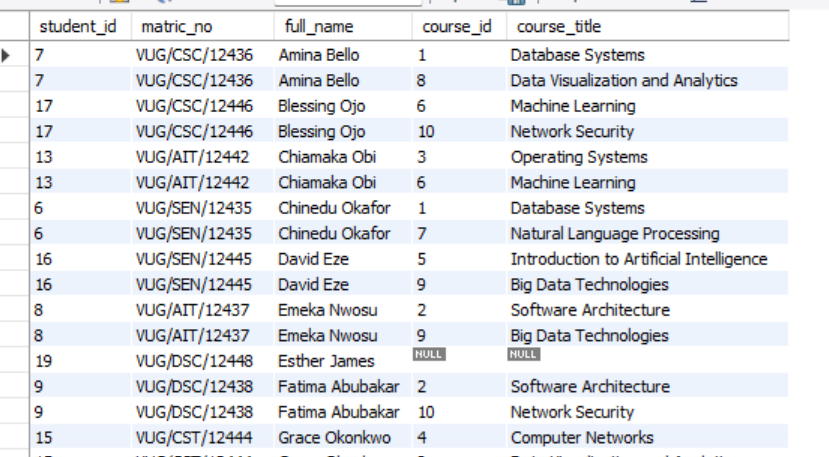 student_id matric_no full_name course_id course_title
7 VUG/CSC/12436 Amina Bello 1 Database Systems
7 VUG/CSC/12436 Amina Bello 8 Data Visualization and Analytics
17 VUG/CSC/12446 Blessing Ojo 6 Machine Learning
17 VUG/CSC/12446 Blessing Ojo 10 Network Security
13 VUG/AIT/12442 Chiamaka Obi 3 Operating Systems
13 VUG/AIT/12442 Chiamaka Obi 6 Machine Learning
6 VUG/SEN/12435 Chinedu Okafor 1 Database Systems
6 VUG/SEN/12435 Chinedu Okafor 7 Natural Language Processing
16 VUG/SEN/12445 David Eze 5 Introduction to Artificial Intelligence
16 VUG/SEN/12445 David Eze 9 Big Data Technologies
8 VUG/AIT/12437 Emeka Nwosu 2 Software Architecture
8 VUG/AIT/12437 Emeka Nwosu 9 Big Data Technologies
19 VUG/DSC/12448 Esther James NULL NULL
9 VUG/DSC/12438 Fatima Abubakar 2 Software Architecture
9 VUG/DSC/12438 Fatima Abubakar 10 Network Security
15 VUG/CST/12444 Grace Okonkwo 4 Computer Networks